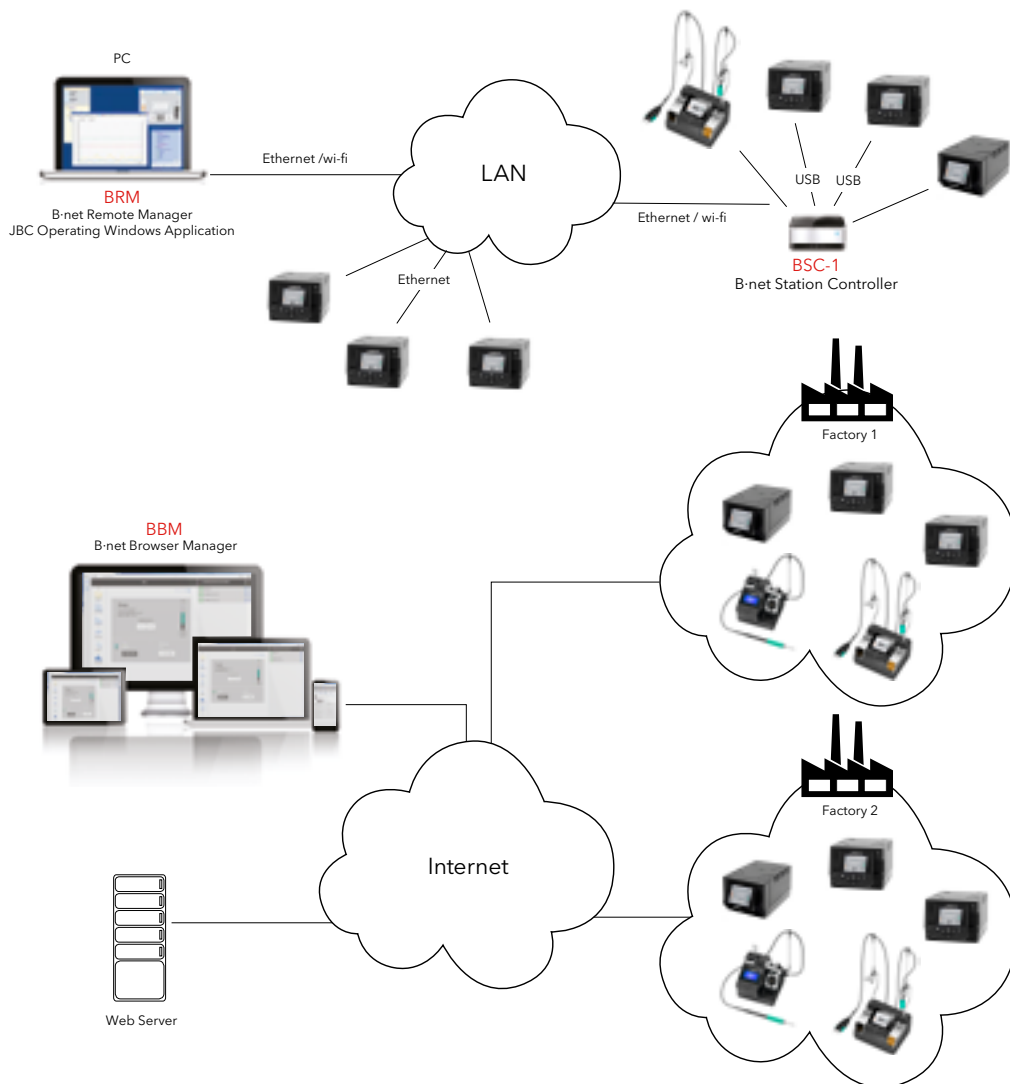 PC
Ethernet /wi-fi
LAN
BRM
B·net Remote Manager
JBC Operating Windows Application
USB
USB
Ethernet / wi-fi
Ethernet
BSC-1
B·net Station Controller
Factory 1
BBM
B·net Browser Manager
Factory 2
Internet
Web Server